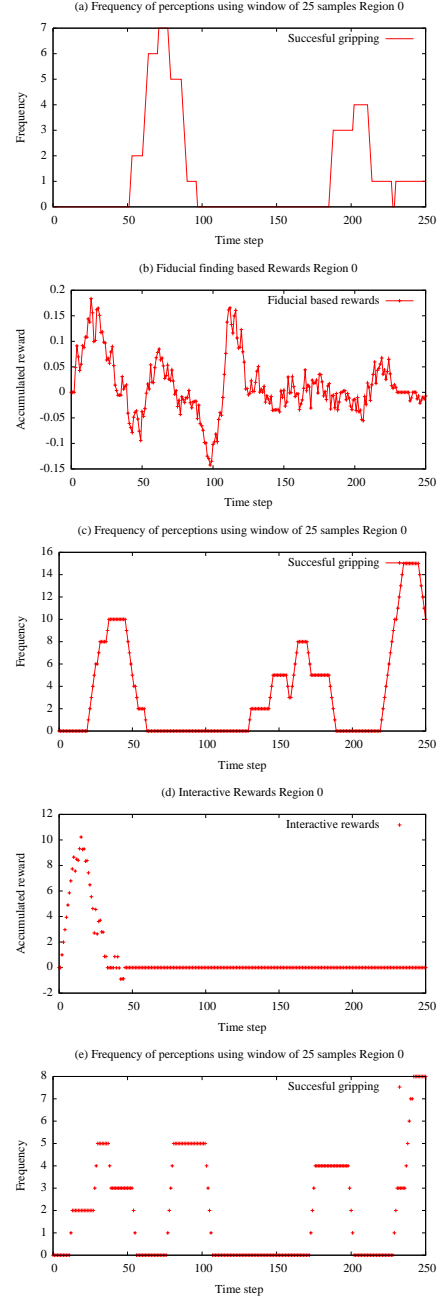 (a) Frequency of perceptions using window of 25 samples Region 0
7
6
5
4
3
2
1
0
Frequency
Succesful gripping
0 50 100 150 200 250
Time step
(b) Fiducial finding based Rewards Region 0
0.2
0.15
0.1
0.05
0
-0.05
-0.1
-0.15
Accumulated reward
Fiducial based rewards
0 50 100 150 200 250
Time step
(c) Frequency of perceptions using window of 25 samples Region 0
16
14
12
10
8
6
4
2
0
Frequency
Succesful gripping
0 50 100 150 200 250
Time step
(d) Interactive Rewards Region 0
12
10
8
6
4
2
0
-2
Accumulated reward
Interactive rewards
0 50 100 150 200 250
Time step
(e) Frequency of perceptions using window of 25 samples Region 0
8
7
6
5
4
3
2
1
0
Frequency
Succesful gripping
0 50 100 150 200 250
Time step